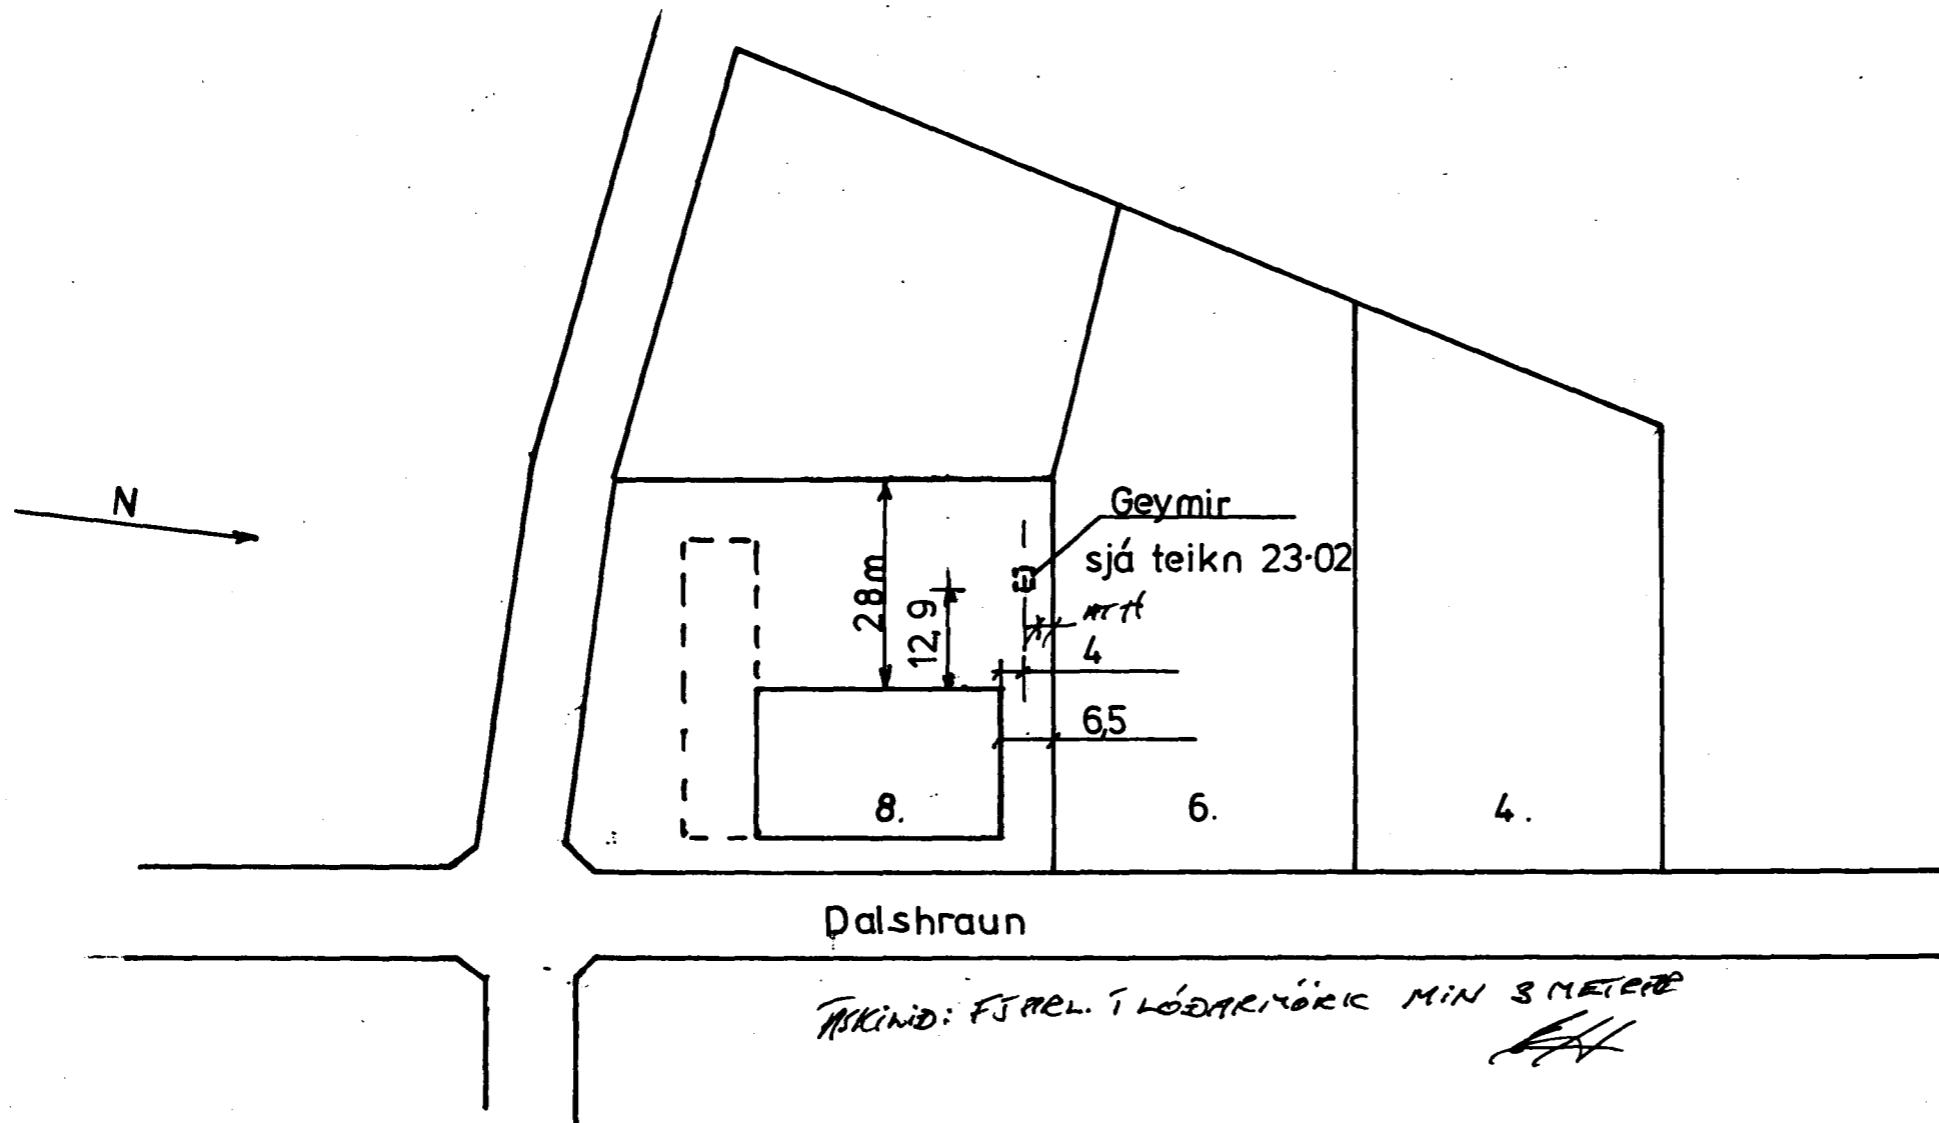 N
Geymir
sjá teikn 23·02
28m
12,9
4
6,5
8.
6.
4.
Dalshraun
ÁSKILIÐ: FJARL. Í LÓÐARMÖRK MIN 3 METRAR